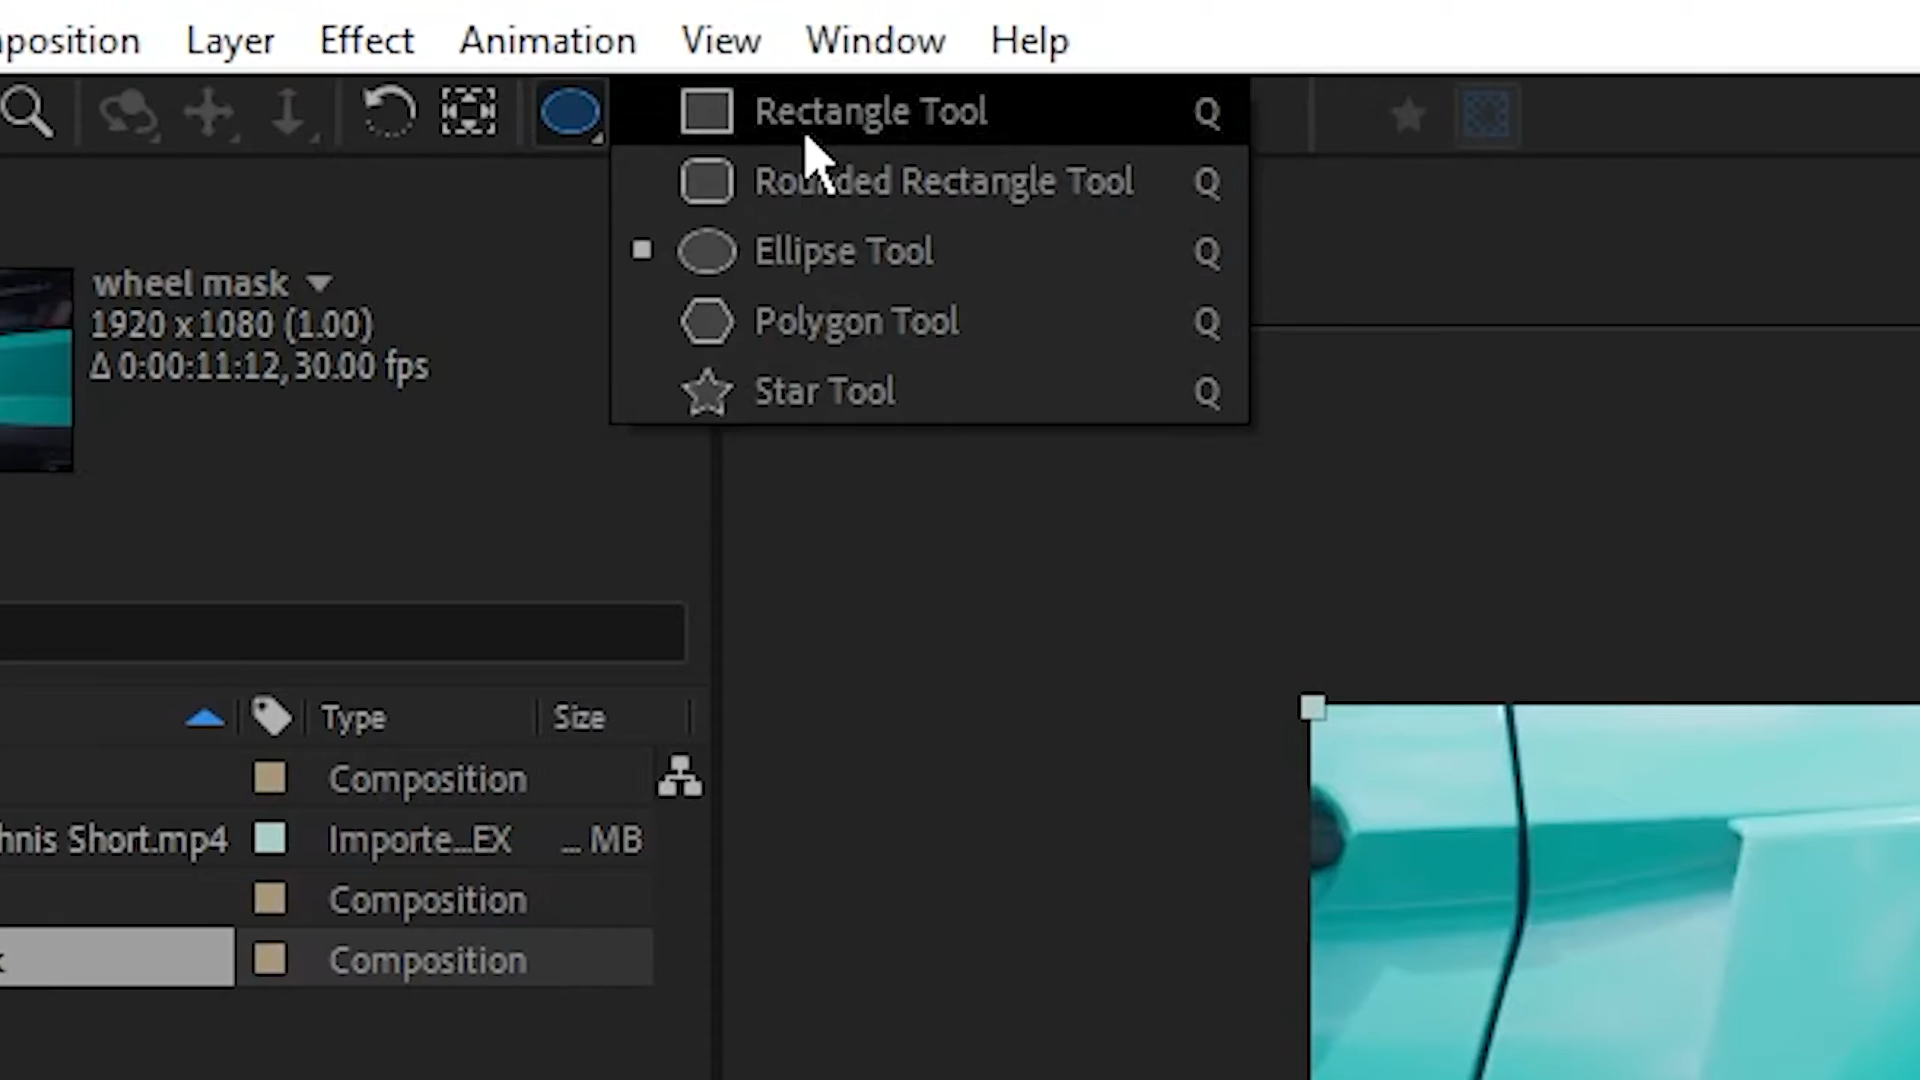 position Layer Effect Animation View Window Help
Rectangle Tool Q
Rounded Rectangle Tool Q
Ellipse Tool Q
Polygon Tool Q
Star Tool Q
wheel mask
1920 x 1080 (1.00)
Δ 0:00:11:12, 30.00 fps
Type Size
Composition
hnis Short.mp4 Importe...EX ... MB
Composition
Composition